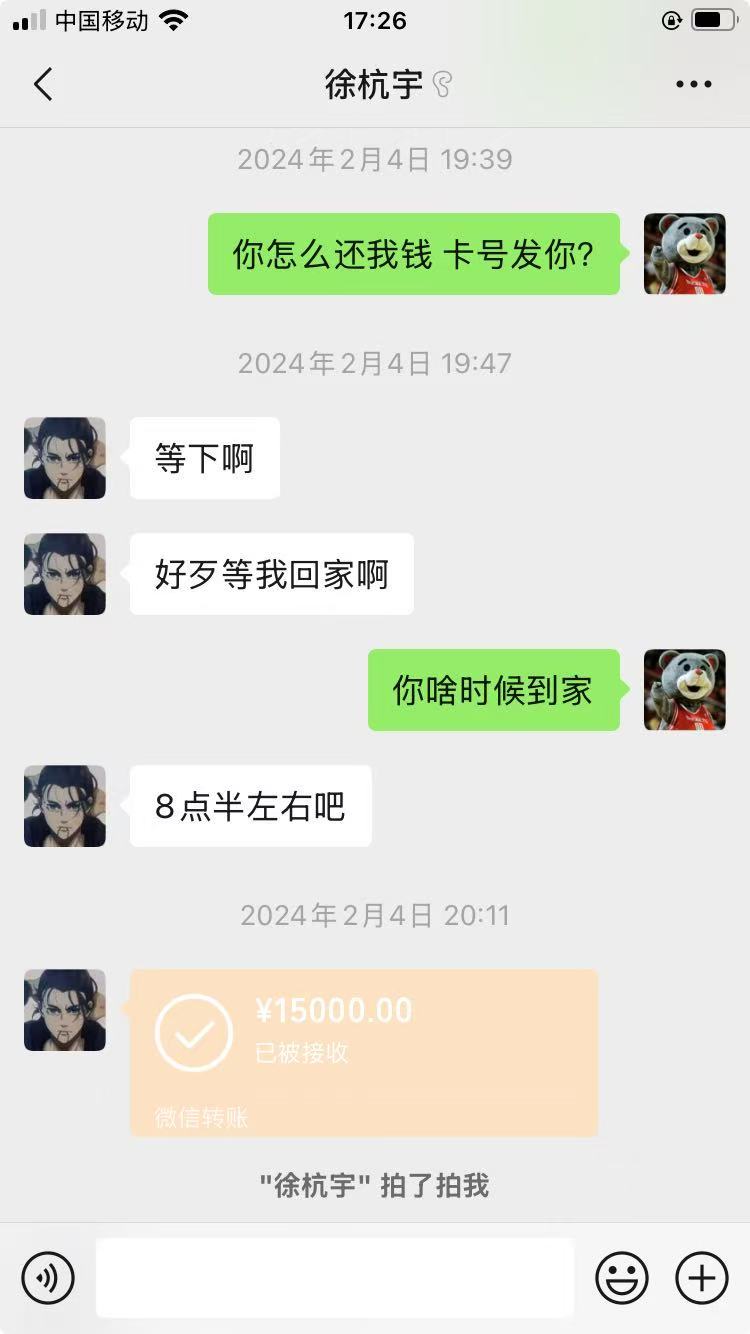 中国移动
17:26
徐杭宇
2024年2月4日 19:39
你怎么还我钱 卡号发你?
2024年2月4日 19:47
等下啊
好歹等我回家啊
你啥时候到家
8点半左右吧
2024年2月4日 20:11
¥15000.00
已被接收
微信转账
"徐杭宇" 拍了拍我